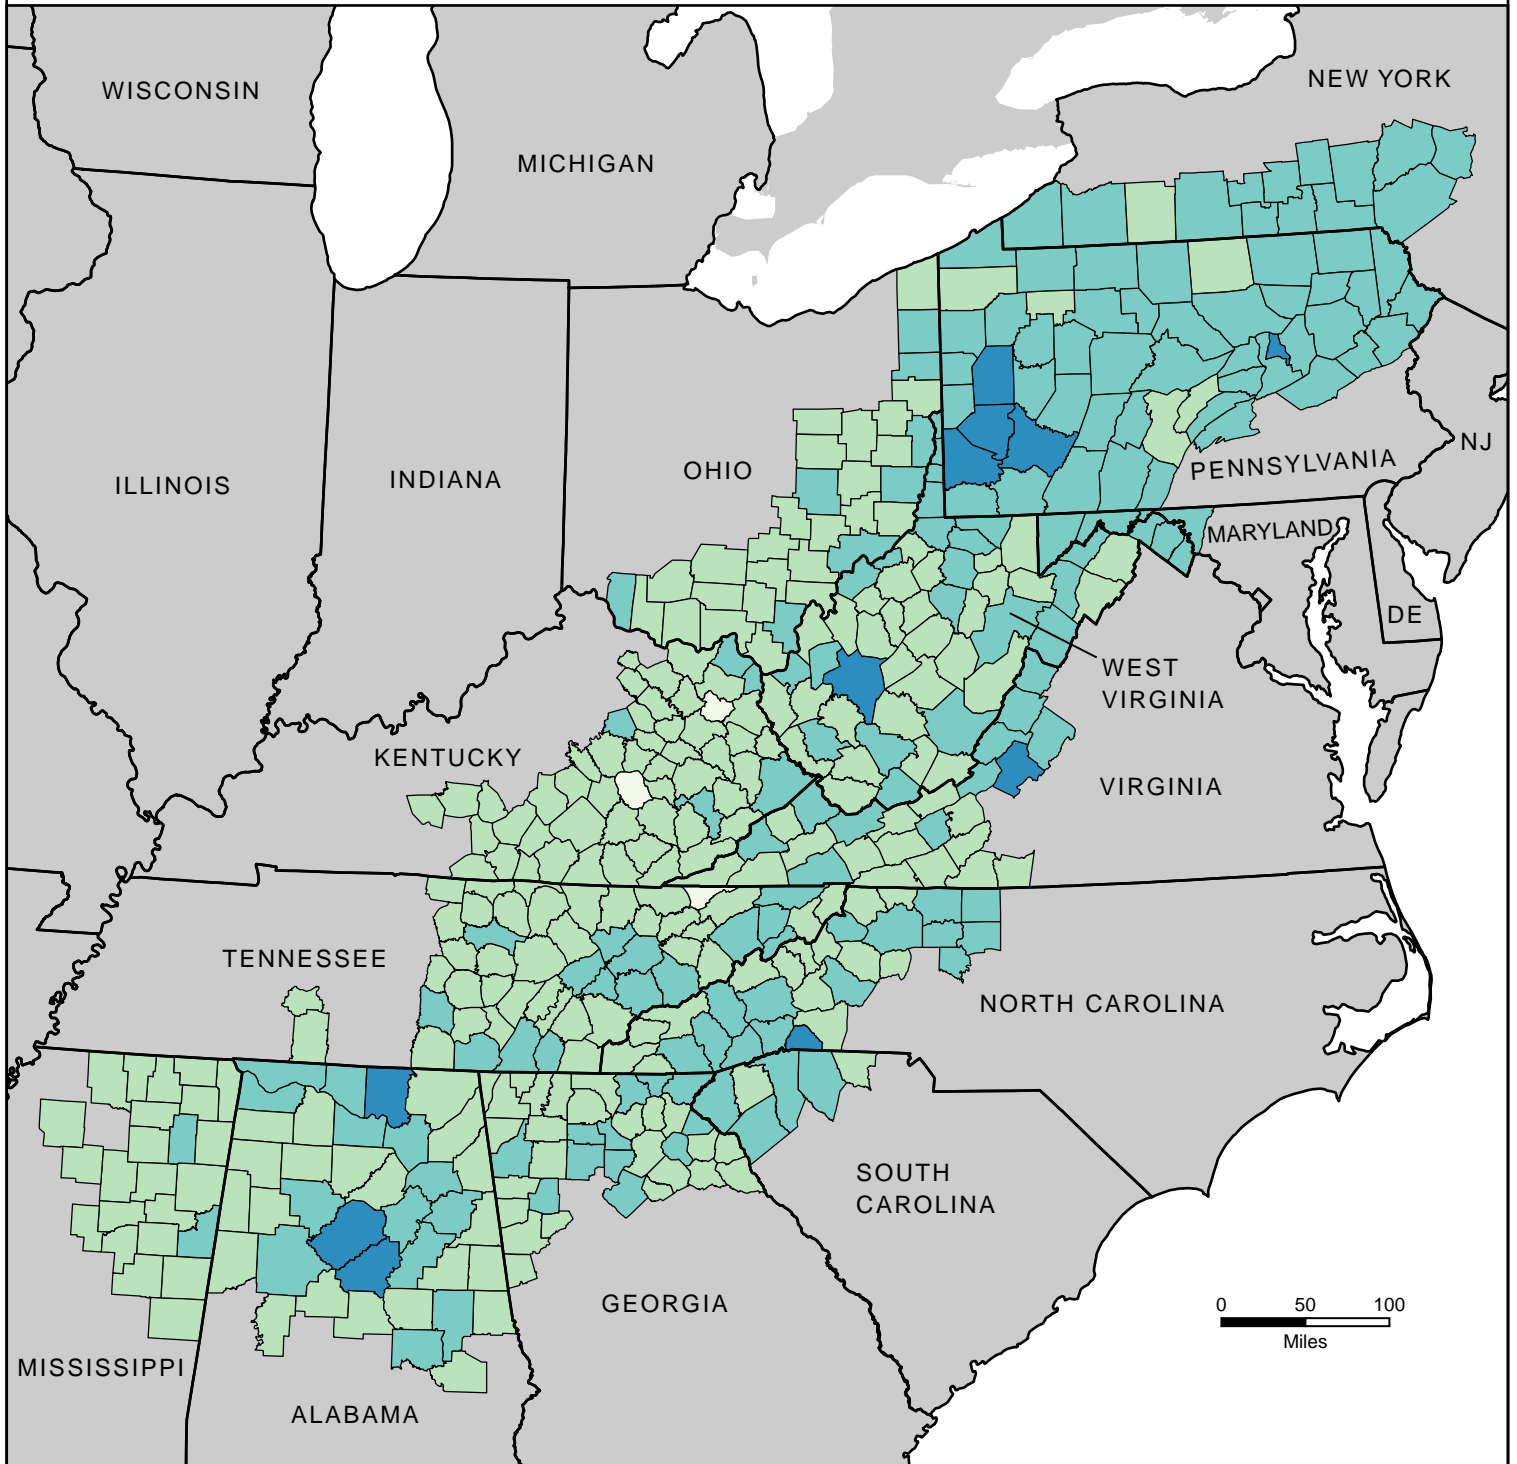 WISCONSIN
NEW YORK
MICHIGAN
ILLINOIS
INDIANA
OHIO
PENNSYLVANIA
NJ
MARYLAND
DE
WEST
VIRGINIA
KENTUCKY
VIRGINIA
TENNESSEE
NORTH CAROLINA
SOUTH
CAROLINA
GEORGIA
MISSISSIPPI
ALABAMA
0 50 100
Miles